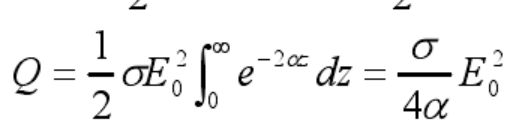 Q = \frac{1}{2} \sigma E_0^2 \int_0^\infty e^{-2\alpha z} dz = \frac{\sigma}{4\alpha} E_0^2